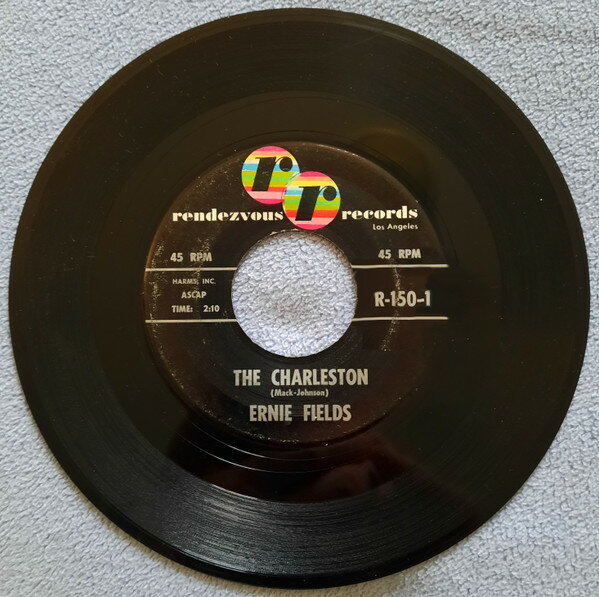 r
r
rendezvous records
Los Angeles
45 RPM 45 RPM
HARMS, INC.
ASCAP
TIME: 2:10
R-150-1
THE CHARLESTON
(Mack-Johnson)
ERNIE FIELDS